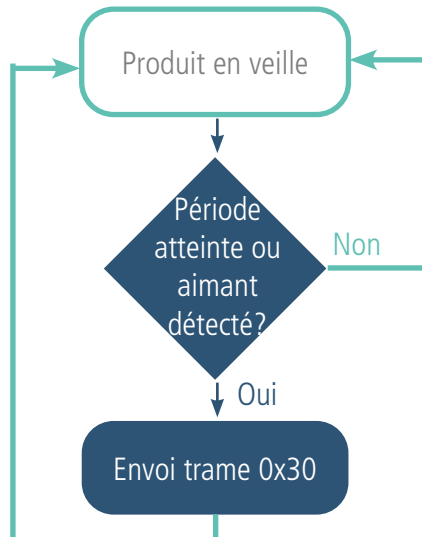 Produit en veille
Période
atteinte ou
aimant
détecté?
Non
Oui
Envoi trame 0x30